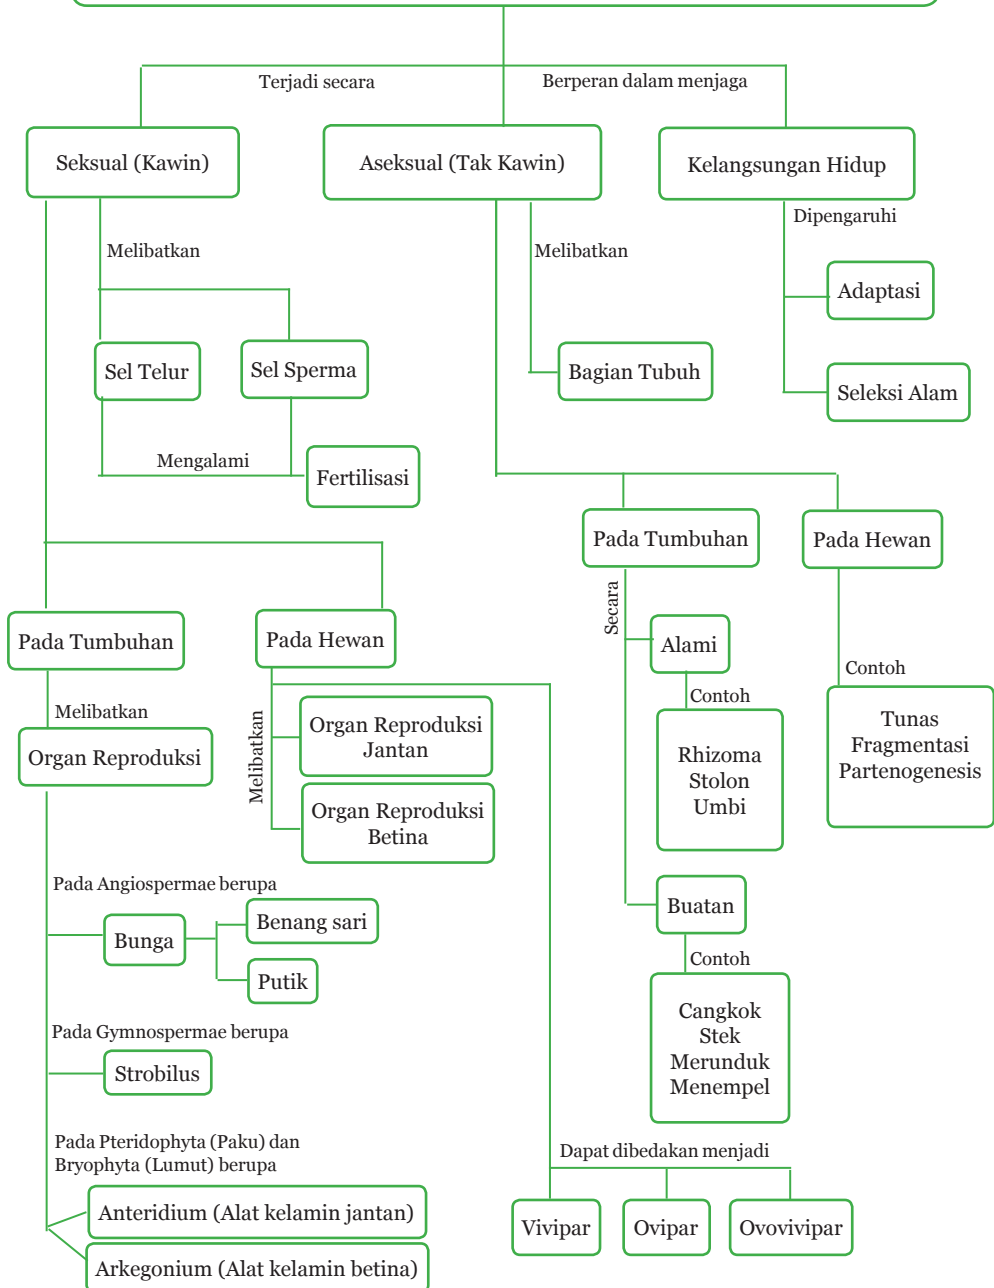 Terjadi secara
Berperan dalam menjaga
Seksual (Kawin)
Aseksual (Tak Kawin)
Kelangsungan Hidup
Dipengaruhi
Melibatkan
Melibatkan
Adaptasi
Sel Telur
Sel Sperma
Bagian Tubuh
Seleksi Alam
Mengalami
Fertilisasi
Pada Tumbuhan
Pada Hewan
Secara
Pada Tumbuhan
Pada Hewan
Alami
Contoh
Contoh
Melibatkan
Melibatkan
Organ Reproduksi
Organ Reproduksi
Jantan
Organ Reproduksi
Betina
Rhizoma
Stolon
Umbi
Tunas
Fragmentasi
Partenogenesis
Pada Angiospermae berupa
Bunga
Benang sari
Putik
Buatan
Contoh
Cangkok
Stek
Merunduk
Menempel
Pada Gymnospermae berupa
Strobilus
Pada Pteridophyta (Paku) dan
Bryophyta (Lumut) berupa
Anteridium (Alat kelamin jantan)
Arkegonium (Alat kelamin betina)
Dapat dibedakan menjadi
Vivipar
Ovipar
Ovovivipar